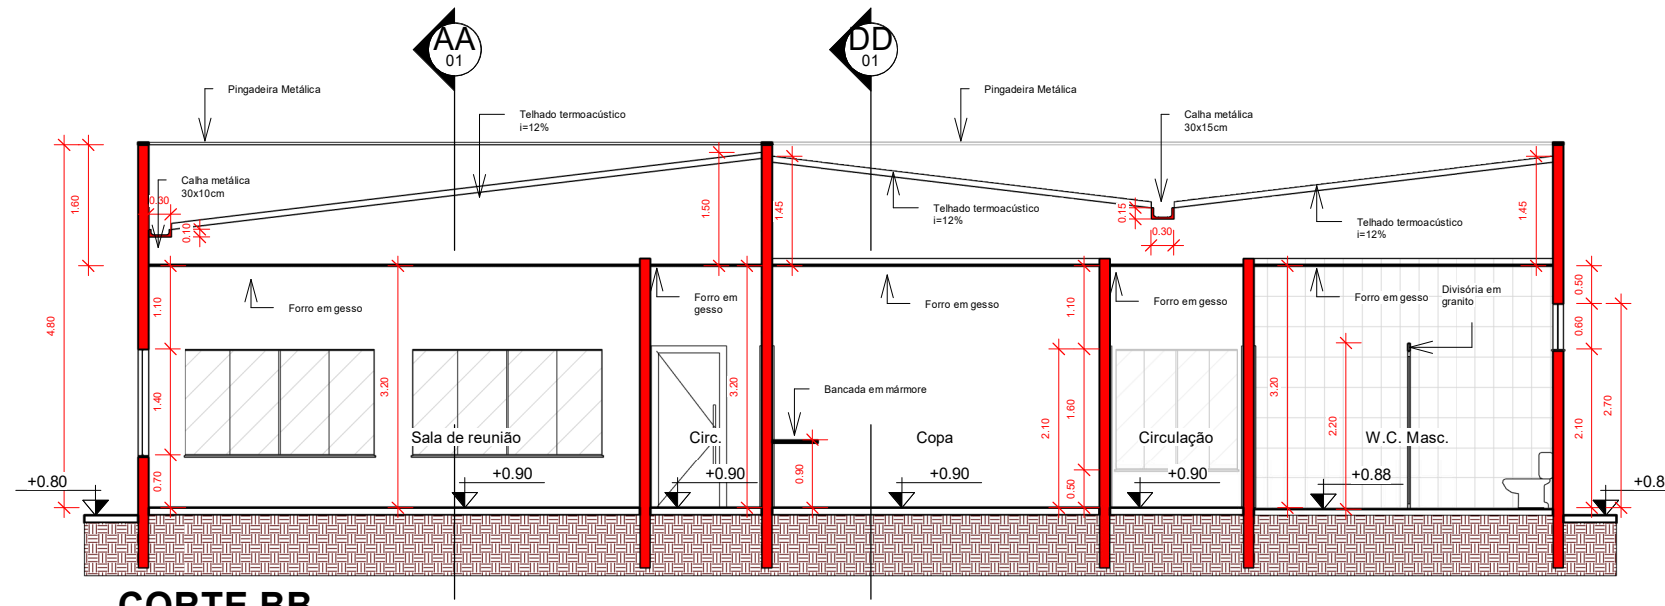 AA
01
DD
01
Pingadeira Metálica
Telhado termoacústico
i=12%
Pingadeira Metálica
Calha metálica
30x15cm
Calha metálica
30x10cm
0.30
0.10
1.60
4.80
1.50
1.45
Telhado termoacústico
i=12%
0.15
0.30
Telhado termoacústico
i=12%
1.45
Forro em gesso
Forro em
gesso
Forro em gesso
Forro em gesso
Forro em gesso
Divisória em
granito
1.10
1.40
0.70
3.20
3.20
Bancada em mármore
0.90
2.10
1.10
1.60
0.50
3.20
2.20
0.50
0.60
2.10
2.70
Sala de reunião
Circ.
Copa
Circulação
W.C. Masc.
+0.80
+0.90
+0.90
+0.90
+0.90
+0.88
+0.8
CORTE BB